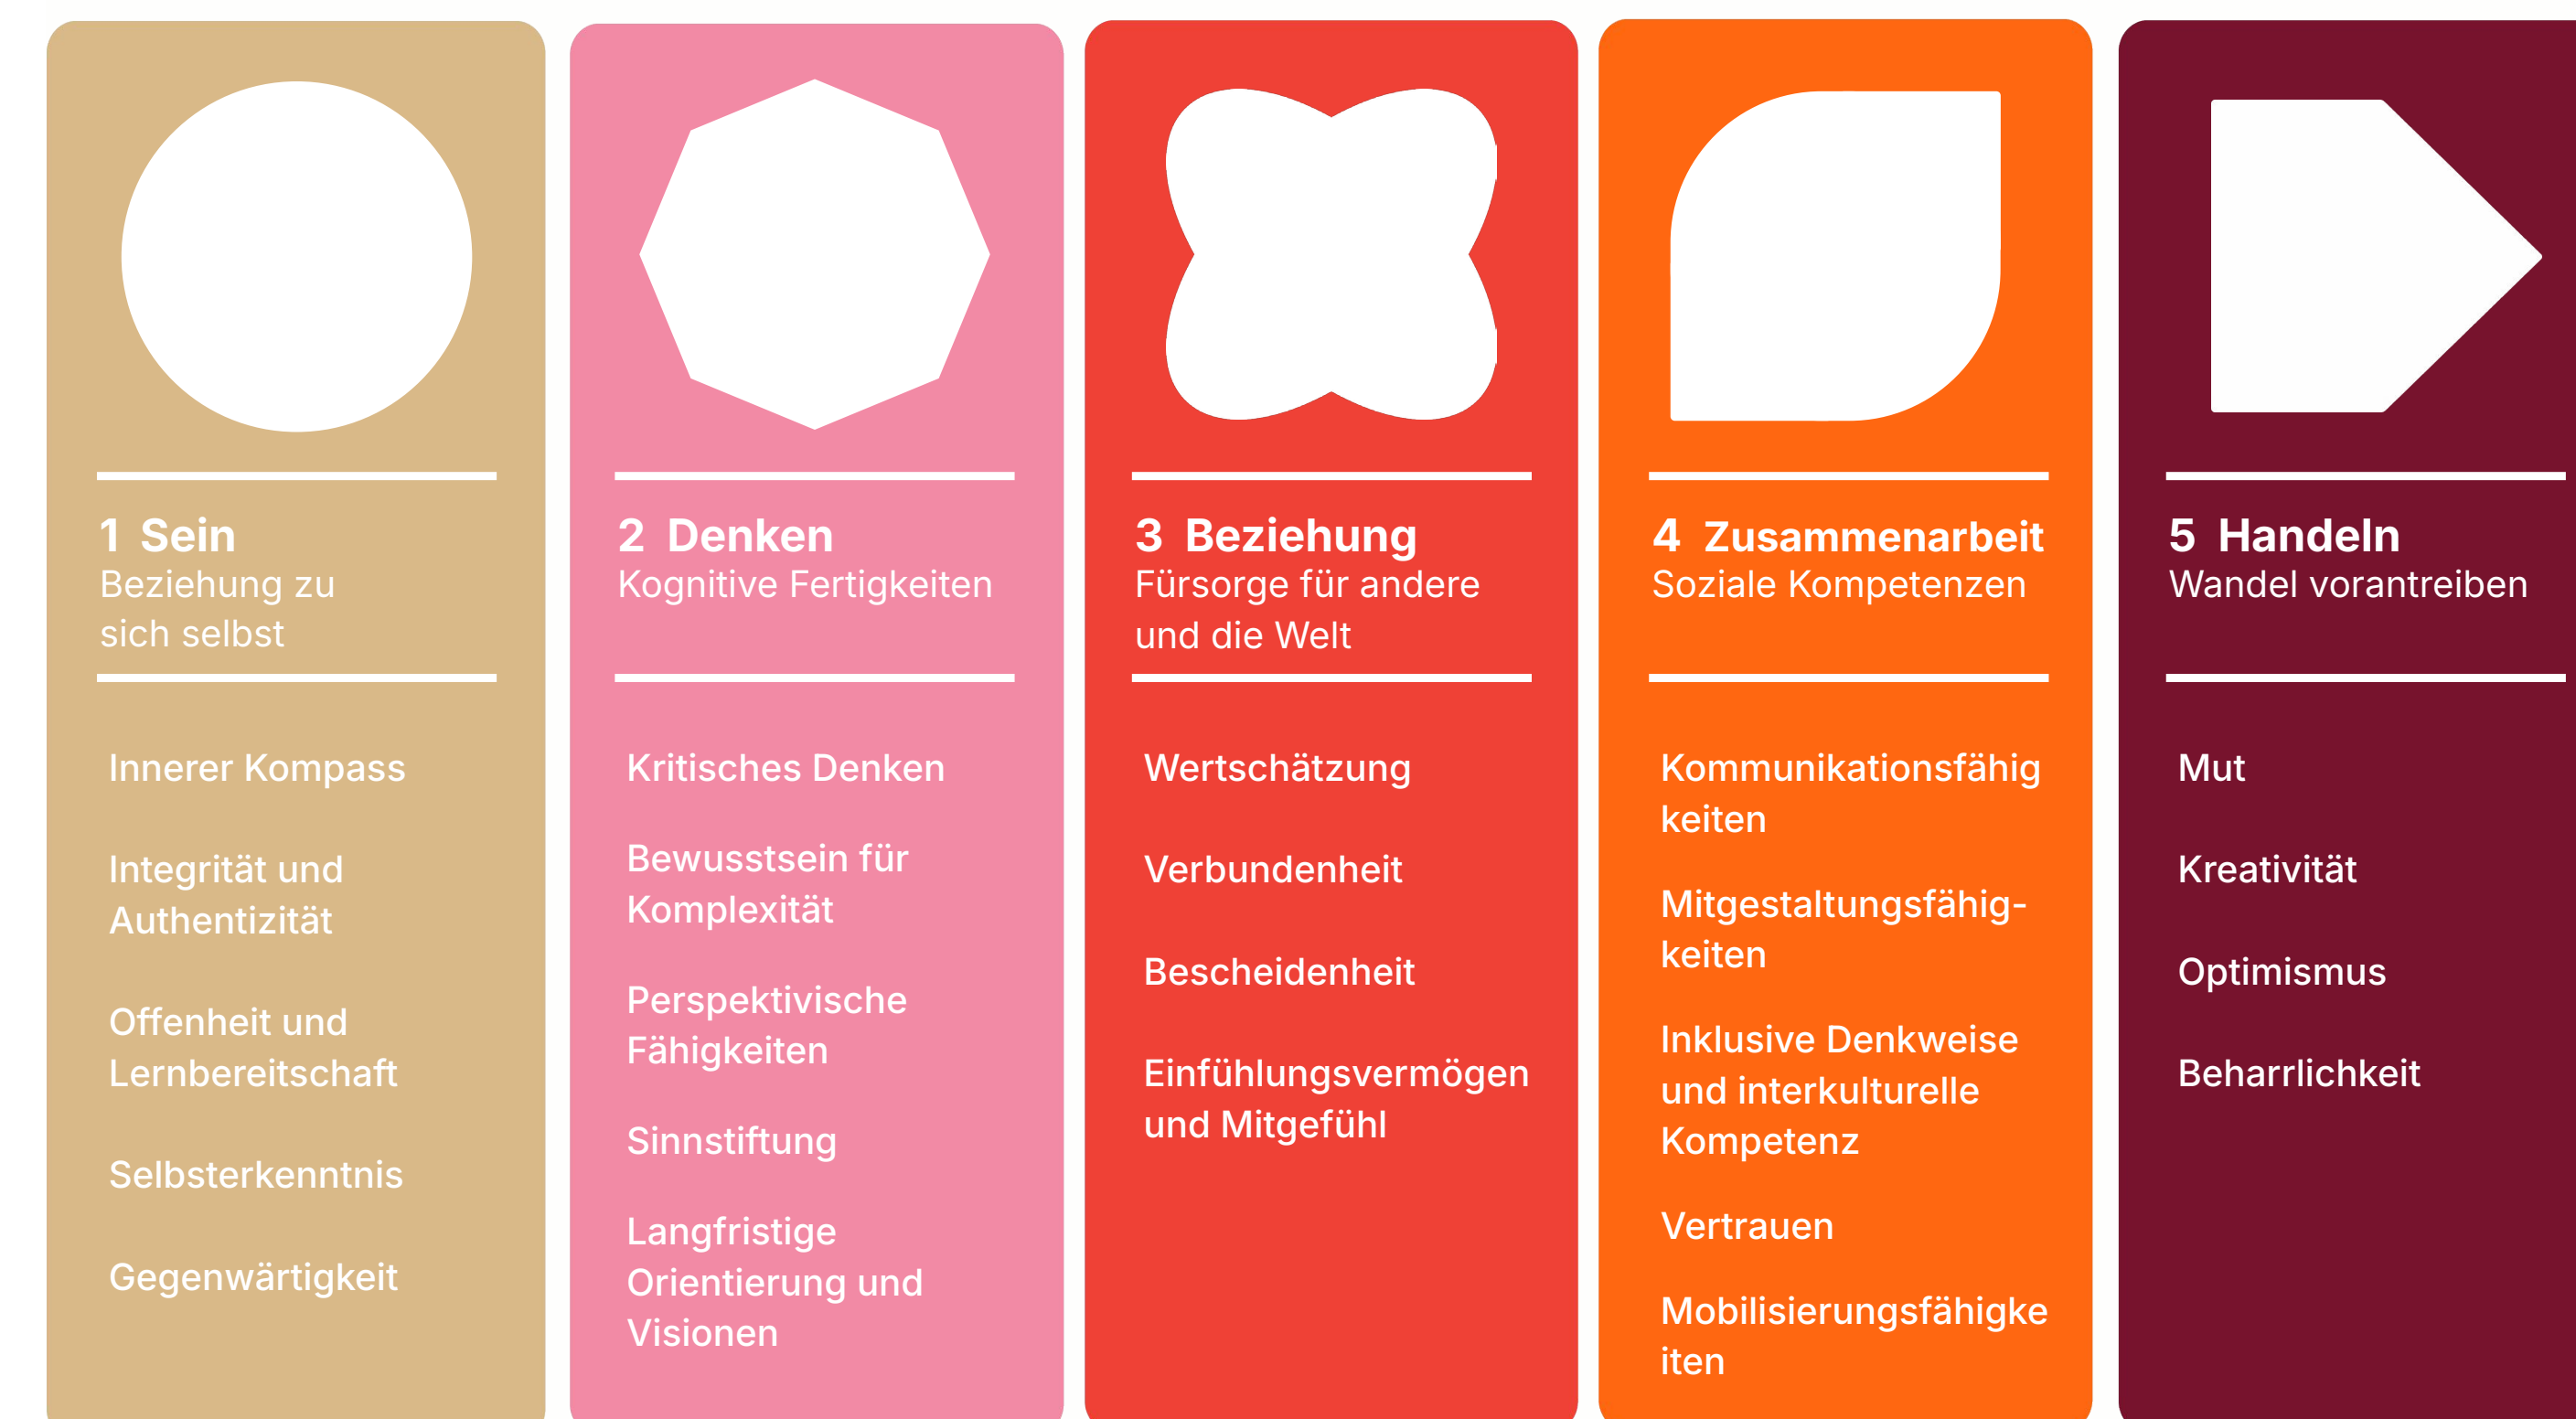 1 Sein
Beziehung zu
sich selbst
Innerer Kompass
Integrität und
Authentizität
Offenheit und
Lernbereitschaft
Selbsterkenntnis
Gegenwärtigkeit
2 Denken
Kognitive Fertigkeiten
Kritisches Denken
Bewusstsein für
Komplexität
Perspektivische
Fähigkeiten
Sinnstiftung
Langfristige
Orientierung und
Visionen
3 Beziehung
Fürsorge für andere
und die Welt
Wertschätzung
Verbundenheit
Bescheidenheit
Einfühlungsvermögen
und Mitgefühl
4 Zusammenarbeit
Soziale Kompetenzen
Kommunikationsfähig
keiten
Mitgestaltungsfähig-
keiten
Inklusive Denkweise
und interkulturelle
Kompetenz
Vertrauen
Mobilisierungsfähigke
iten
5 Handeln
Wandel vorantreiben
Mut
Kreativität
Optimismus
Beharrlichkeit